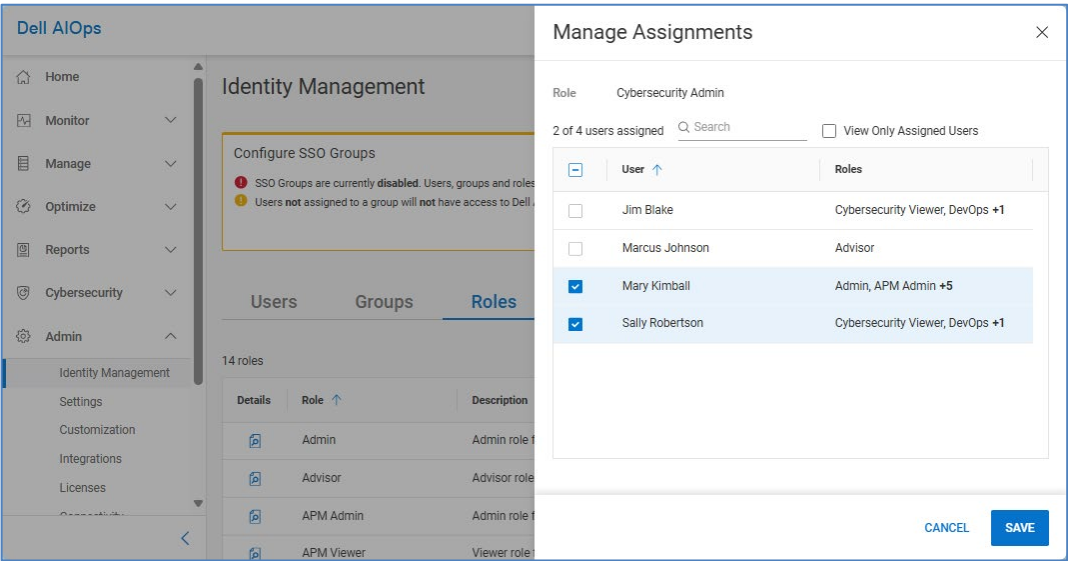 Dell AIOps
Home
Monitor
Manage
Optimize
Reports
Cybersecurity
Admin
Identity Management
Settings
Customization
Integrations
Licenses
Connectivity
Identity Management
Configure SSO Groups
SSO Groups are currently disabled. Users, groups and roles
Users not assigned to a group will not have access to Dell
Users Groups Roles
14 roles
Details Role Description
Admin Admin role
Advisor Advisor role
APM Admin Admin role
APM Viewer Viewer role
Manage Assignments
Role Cybersecurity Admin
2 of 4 users assigned Search View Only Assigned Users
User Roles
Jim Blake Cybersecurity Viewer, DevOps +1
Marcus Johnson Advisor
Mary Kimball Admin, APM Admin +5
Sally Robertson Cybersecurity Viewer, DevOps +1
CANCEL SAVE